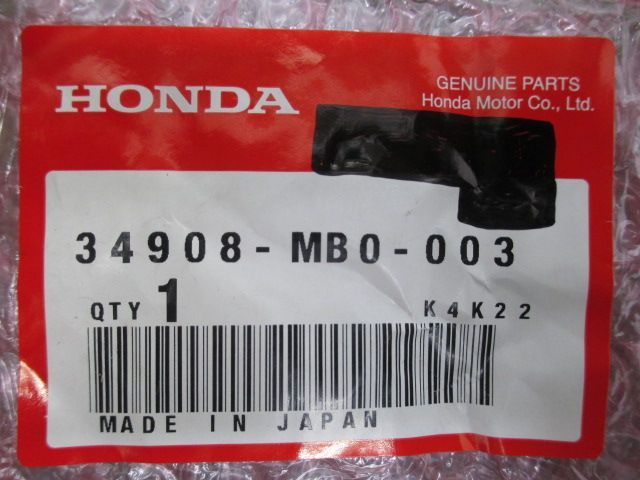 HONDA
GENUINE PARTS
Honda Motor Co., Ltd.
34908-MB0-003
QTY 1 K4K22
MADE IN JAPAN